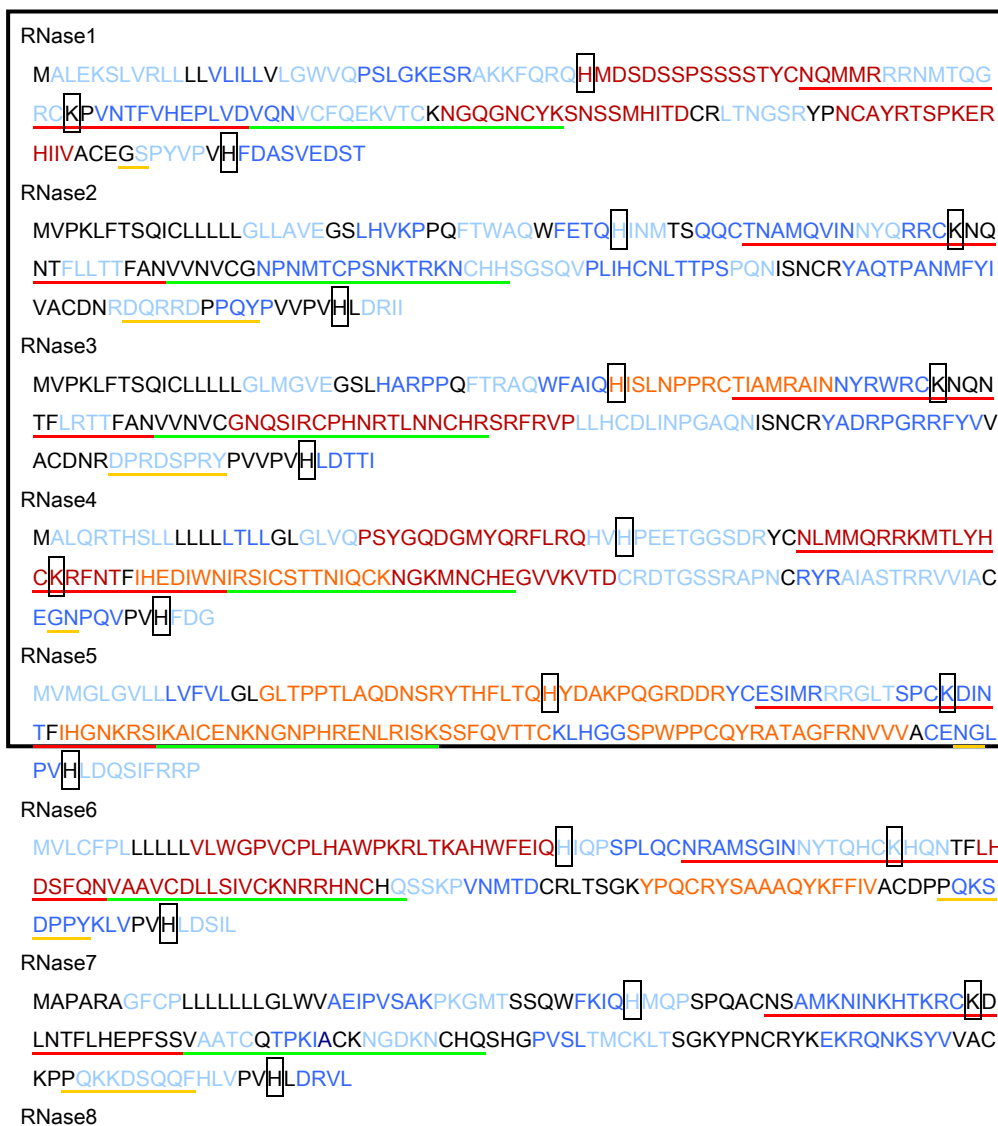 RNase1
MALEKSLVRLLLLVLILLVLGWVQPSLGKESRAKKFQRQHMDSDSSPSSSSTYCNQMMRRRNMTQG
RCKPVNTFVHEPLVDVQNVCFQEKVTCKNGQGNCYKSNSSMHITDCRLTNGSRYPNCAYRTSPKER
HIIVACEGSPYVPVHFDASVEDST
RNase2
MVPKLFTSQICLLLLLGLLAVEGSLHVKPPQFTWAQWFETQHINMTSQQCTNAMQVINNYQRRCKNQ
NTFLLTTFANVVNVCGNPNMTCPSNKTRKNCHHSGSQVPLIHCNLTTPSPQNISNCRYAQTPANMFYI
VACDNRDQRRDPPQYPVVPVHLDRII
RNase3
MVPKLFTSQICLLLLLGLMGVEGSLHARPPQFTRAQWFAIQHISLNPPRCTIAMRAINNYRWRCKNQN
TFLRTTFANVVNVCGNQSIRCPHNRTLNNCHRSRFRVPLLHCDLINPGAQNISNCRYADRPGRRFYVV
ACDNRDPRDSPRYPVVPVHLDTTI
RNase4
MALQRTHSLLLLLLLTLLGLGLVQPSYGQDGMYQRFLRQHVHPEETGGSDRYCNLMMQRRKMTLYH
CKRFNTFIHEDIWNIRSICSTTNIQCKNGKMNCHEGVVKVTDCRDTGSSRAPNCRYRAIASTRRVVIAC
EGNPQVPVHFDG
RNase5
MVMGLGVLLLVFVLGLGLTPPTLAQDNSRYTHFLTQHYDAKPQGRDDRYCESIMRRRGLTSPCKDIN
TFIHGNKRSIKAICENKNGNPHRENLRISKSSFQVTTCKLHGGSPWPPCQYRATAGFRNVVVACENGL
PVHLDQSIFRRP
RNase6
MVLCFPLLLLLLVLWGPVCPLHAWPKRLTKAHWFEIQHIQPSPLQCNRAMSGINNYTQHCKHQNTFLH
DSFQNVAAVCDLLSIVCKNRRHNCHQSSKPVNMTDCRLTSGKYPQCRYSAAAQYKFFIVACDPPQKS
DPPYKLVPVHLDSIL
RNase7
MAPARAGFCPLLLLLLLGLWVAEIPVSAKPKGMTSSQWFKIQHMQPSPQACNSAMKNINKHTKRCKD
LNTFLHEPFSSVAATCQTPKIACKNGDKNCHQSHGPVSLTMCKLTSGKYPNCRYKEKRQNKSYVVAC
KPPQKKDSQQFHLVPVHLDRVL
RNase8